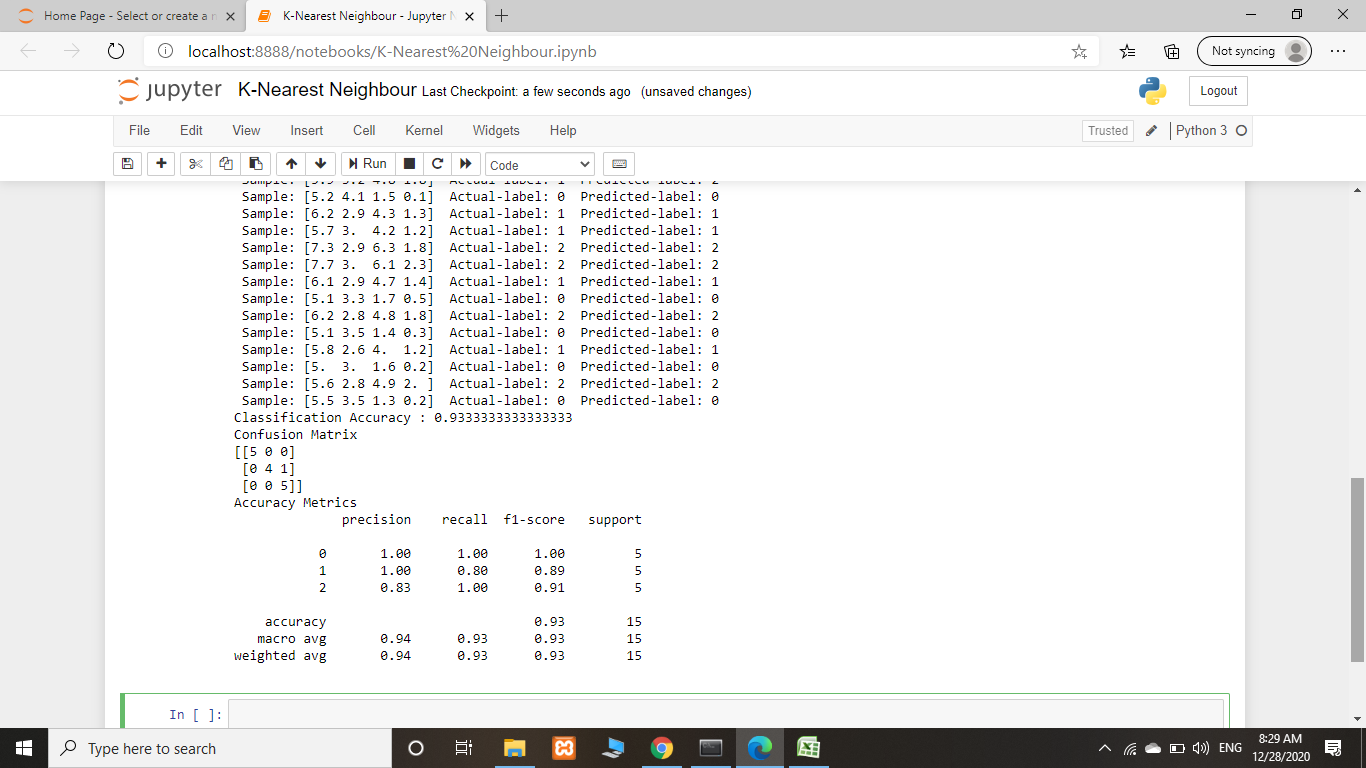 Home Page - Select or create a n
K-Nearest Neighbour - Jupyter N
localhost:8888/notebooks/K-Nearest%20Neighbour.ipynb
Not syncing
jupyter K-Nearest Neighbour Last Checkpoint: a few seconds ago (unsaved changes)
Logout
File Edit View Insert Cell Kernel Widgets Help
Trusted
Python 3
Run
Code
Sample: [5.9 3.2 4.8 1.8] Actual-label: 1 Predicted-label: 2
Sample: [5.2 4.1 1.5 0.1] Actual-label: 0 Predicted-label: 0
Sample: [6.2 2.9 4.3 1.3] Actual-label: 1 Predicted-label: 1
Sample: [5.7 3. 4.2 1.2] Actual-label: 1 Predicted-label: 1
Sample: [7.3 2.9 6.3 1.8] Actual-label: 2 Predicted-label: 2
Sample: [7.7 3. 6.1 2.3] Actual-label: 2 Predicted-label: 2
Sample: [6.1 2.9 4.7 1.4] Actual-label: 1 Predicted-label: 1
Sample: [5.1 3.3 1.7 0.5] Actual-label: 0 Predicted-label: 0
Sample: [6.2 2.8 4.8 1.8] Actual-label: 2 Predicted-label: 2
Sample: [5.1 3.5 1.4 0.3] Actual-label: 0 Predicted-label: 0
Sample: [5.8 2.6 4. 1.2] Actual-label: 1 Predicted-label: 1
Sample: [5. 3. 1.6 0.2] Actual-label: 0 Predicted-label: 0
Sample: [5.6 2.8 4.9 2. ] Actual-label: 2 Predicted-label: 2
Sample: [5.5 3.5 1.3 0.2] Actual-label: 0 Predicted-label: 0
Classification Accuracy : 0.9333333333333333
Confusion Matrix
[[5 0 0]
[0 4 1]
[0 0 5]]
Accuracy Metrics
precision recall f1-score support
0 1.00 1.00 1.00 5
1 1.00 0.80 0.89 5
2 0.83 1.00 0.91 5
accuracy 0.93 15
macro avg 0.94 0.93 0.93 15
weighted avg 0.94 0.93 0.93 15
In [ ]:
Type here to search
ENG
8:29 AM
12/28/2020